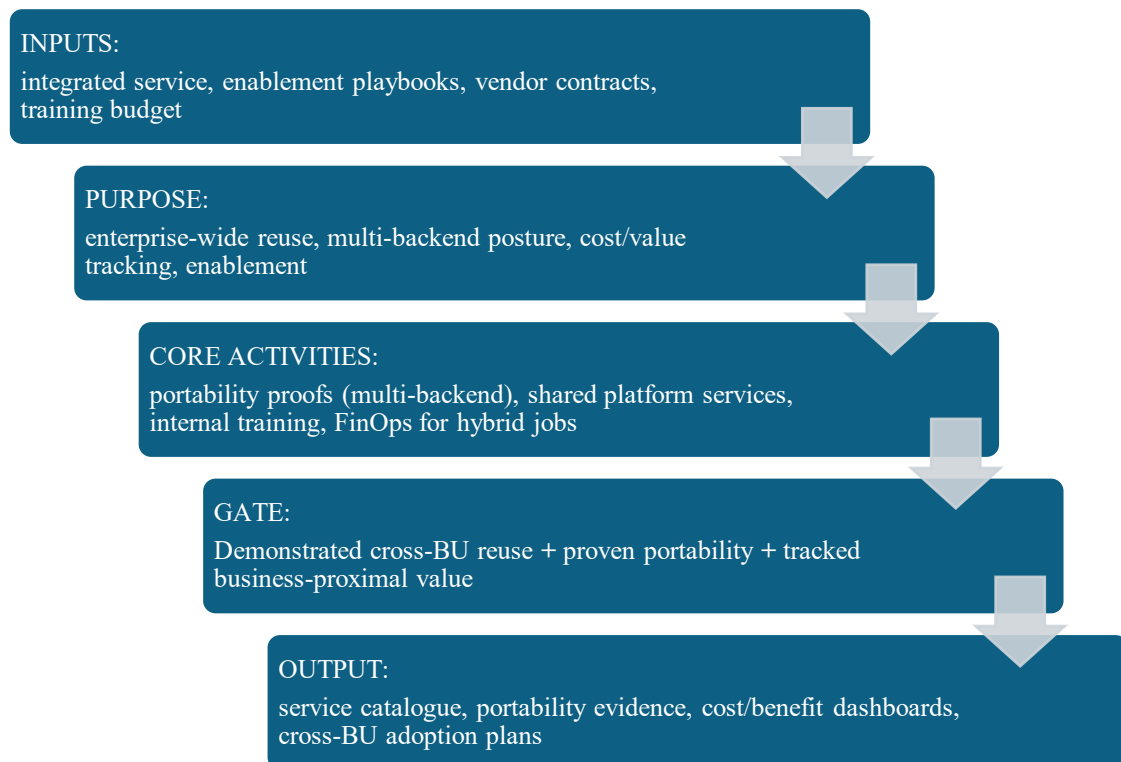 INPUTS:
integrated service, enablement playbooks, vendor contracts,
training budget
PURPOSE:
enterprise-wide reuse, multi-backend posture, cost/value
tracking, enablement
CORE ACTIVITIES:
portability proofs (multi-backend), shared platform services,
internal training, FinOps for hybrid jobs
GATE:
Demonstrated cross-BU reuse + proven portability + tracked
business-proximal value
OUTPUT:
service catalogue, portability evidence, cost/benefit dashboards,
cross-BU adoption plans